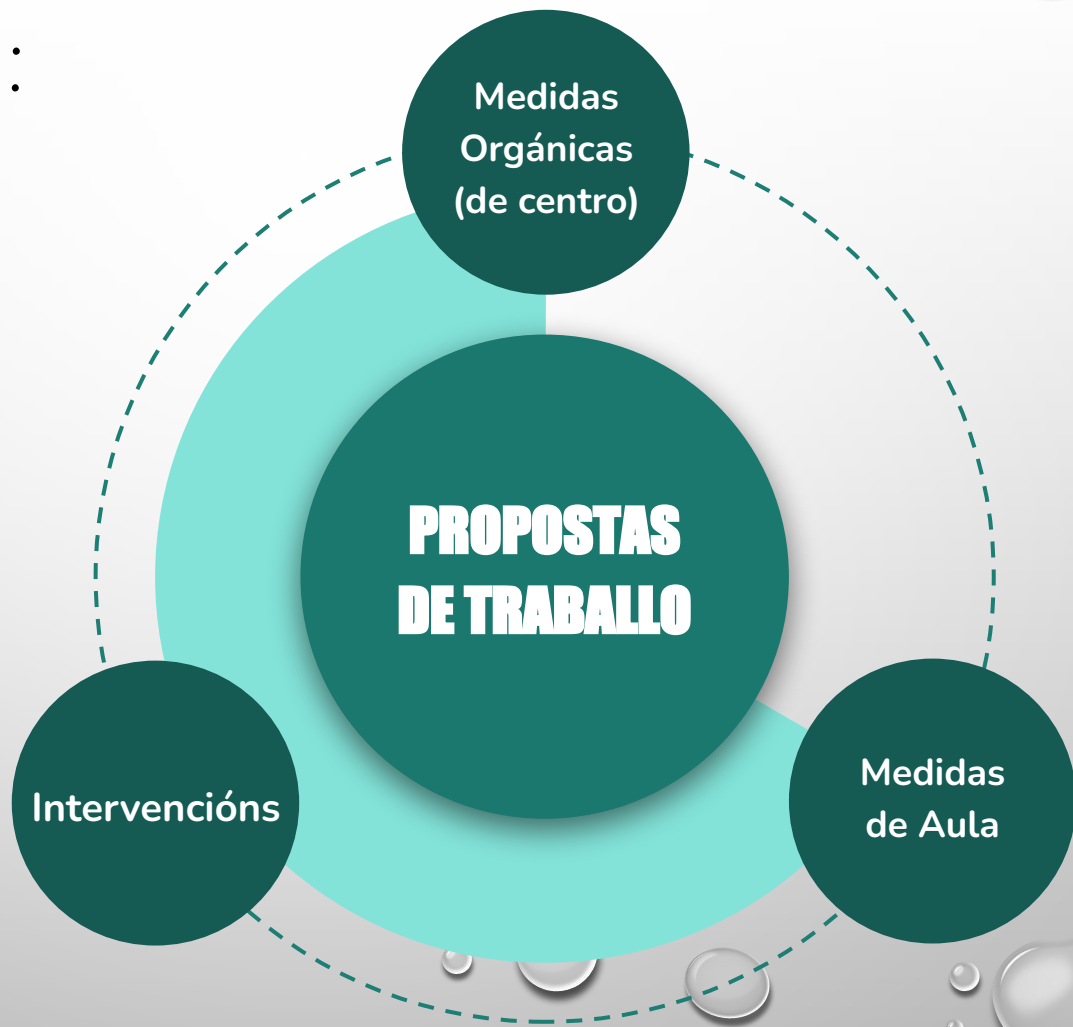 Medidas
Orgánicas
(de centro)
PROPOSTAS
DE TRABALLO
Intervencións
Medidas
de Aula